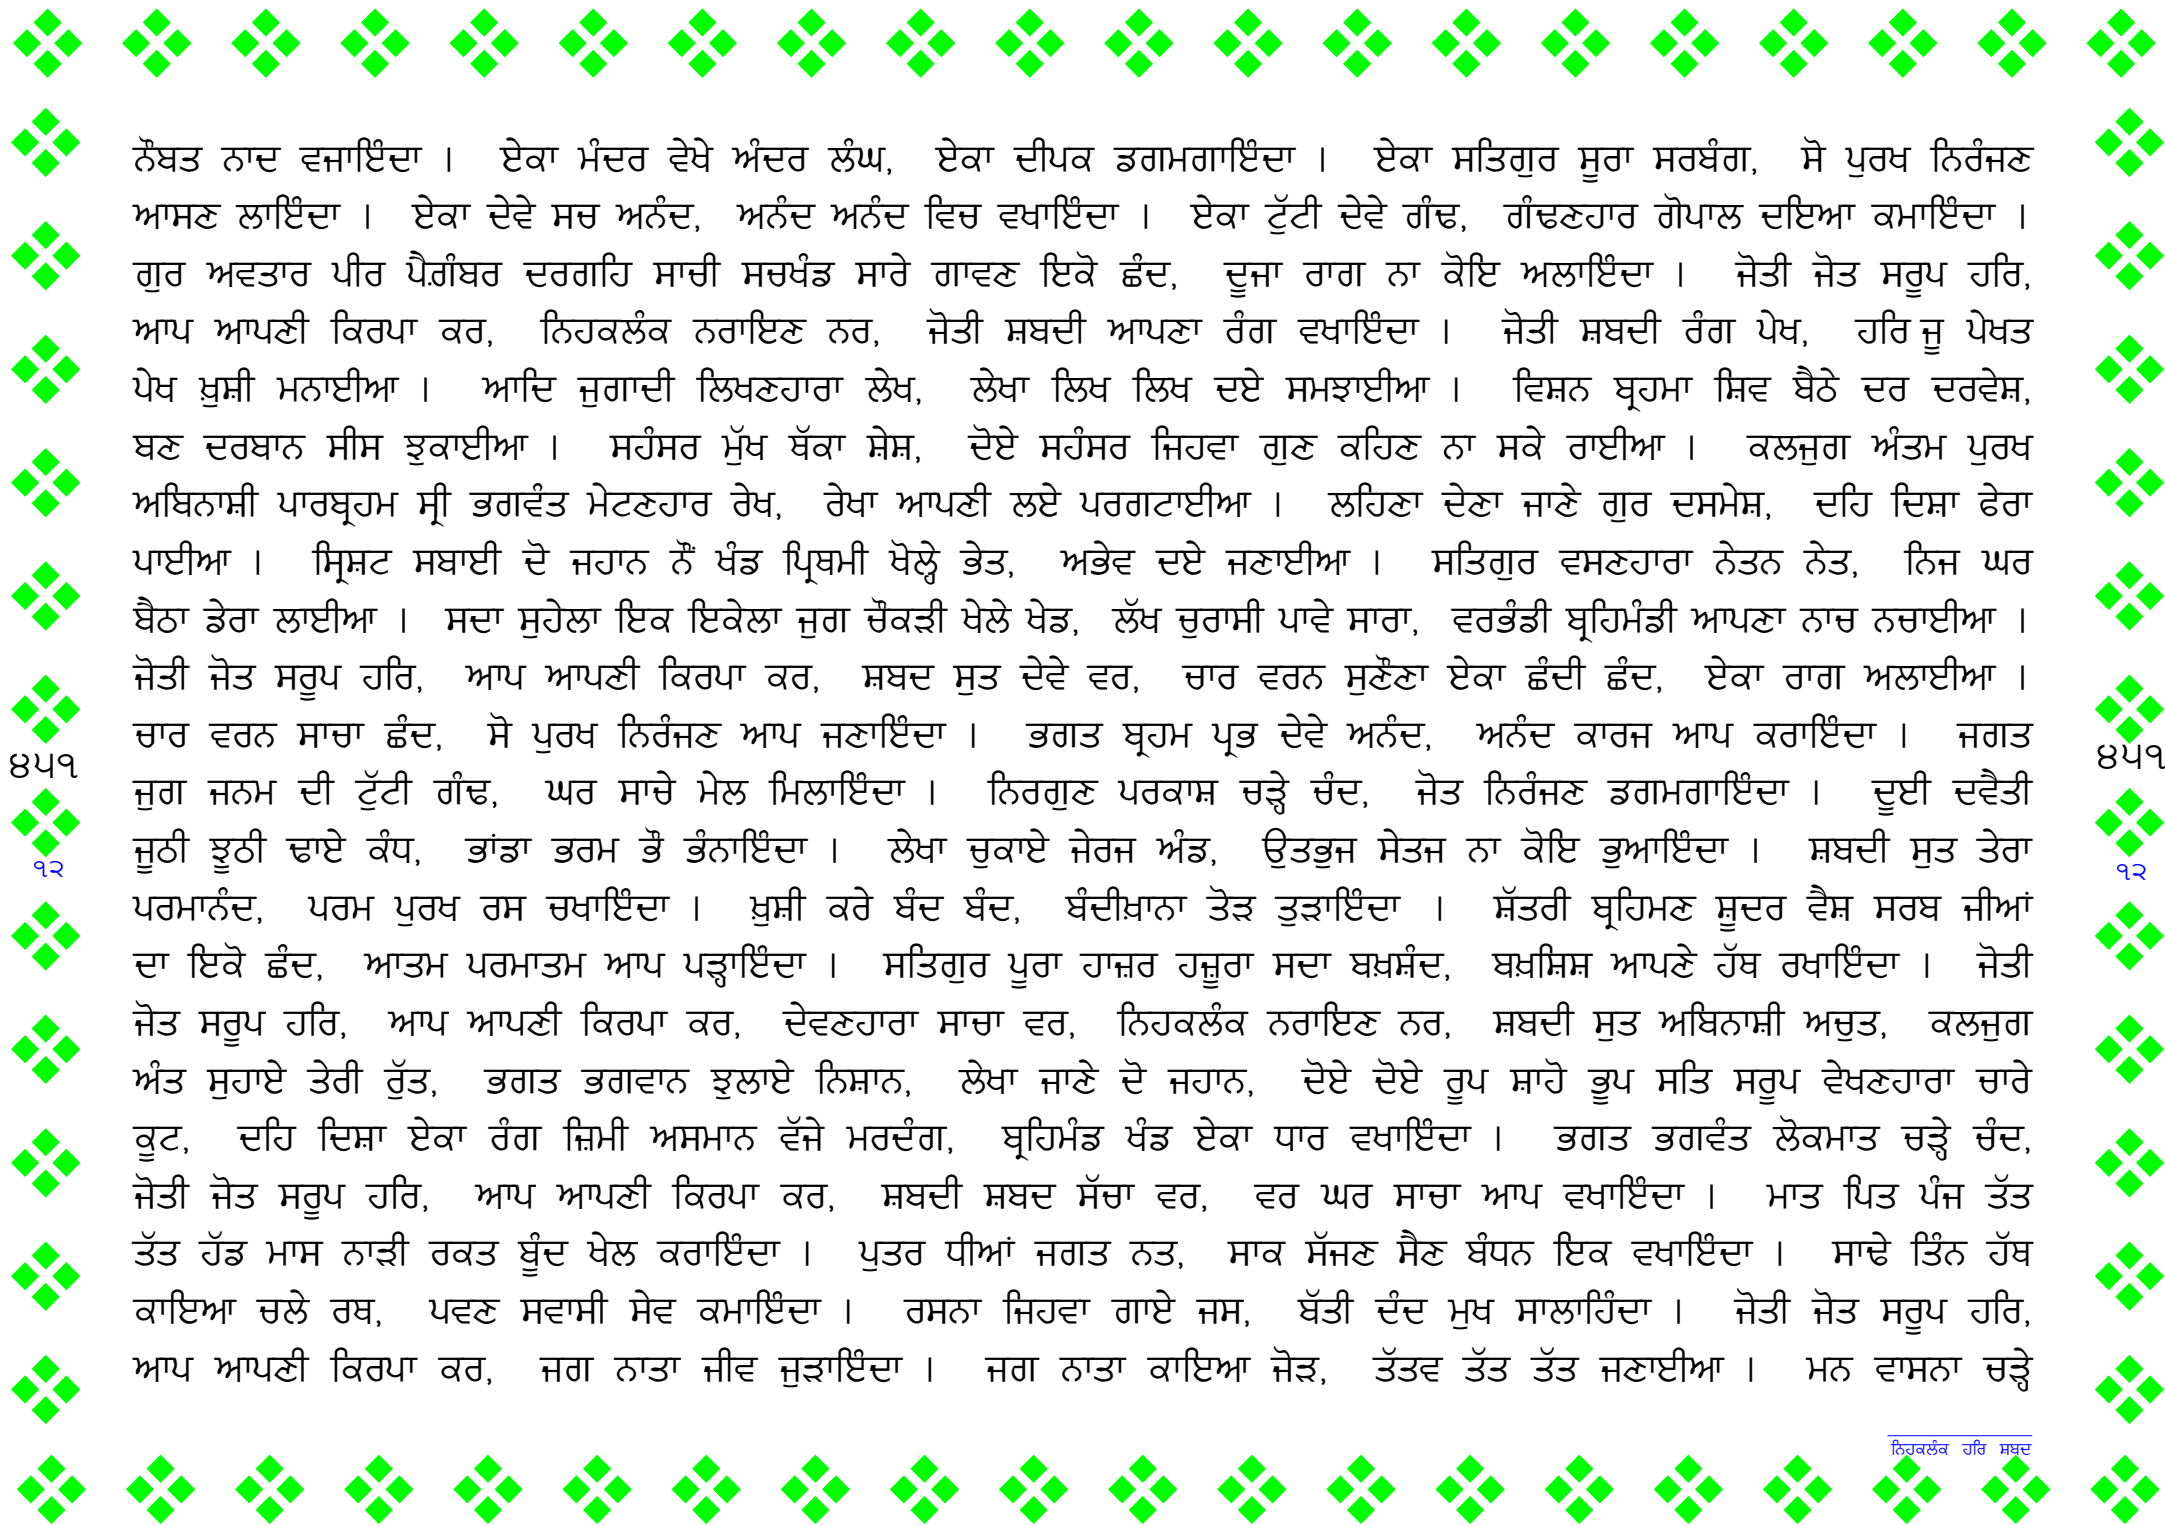 ਨੌਬਤ ਨਾਦ ਵਜਾਇੰਦਾ । ਏਕਾ ਮੰਦਰ ਵੇਖੇ ਅੰਦਰ ਲੰਘ, ਏਕਾ ਦੀਪਕ ਡਗਮਗਾਇੰਦਾ । ਏਕਾ ਸਤਿਗੁਰ ਸੂਰਾ ਸਰਬੰਗ, ਸੋ ਪੁਰਖ ਨਿਰੰਜਣ
ਆਸਣ ਲਾਇੰਦਾ । ਏਕਾ ਦੇਵੇ ਸਚ ਅਨੰਦ, ਅਨੰਦ ਅਨੰਦ ਵਿਚ ਵਖਾਇੰਦਾ । ਏਕਾ ਟੁੱਟੀ ਦੇਵੇ ਗੰਢ, ਗੰਢਣਹਾਰ ਗੋਪਾਲ ਦਇਆ ਕਮਾਇੰਦਾ ।
ਗੁਰ ਅਵਤਾਰ ਪੀਰ ਪੈਗ਼ੰਬਰ ਦਰਗਹਿ ਸਾਚੀ ਸਚਖੰਡ ਸਾਰੇ ਗਾਵਣ ਇਕੋ ਛੰਦ, ਦੂਜਾ ਰਾਗ ਨਾ ਕੋਇ ਅਲਾਇੰਦਾ । ਜੋਤੀ ਜੋਤ ਸਰੂਪ ਹਰਿ,
ਆਪ ਆਪਣੀ ਕਿਰਪਾ ਕਰ, ਨਿਹਕਲੰਕ ਨਰਾਇਣ ਨਰ, ਜੋਤੀ ਸ਼ਬਦੀ ਆਪਣਾ ਰੰਗ ਵਖਾਇੰਦਾ । ਜੋਤੀ ਸ਼ਬਦੀ ਰੰਗ ਪੇਖ, ਹਰਿ ਜੂ ਪੇਖਤ
ਪੇਖ ਖ਼ੁਸ਼ੀ ਮਨਾਈਆ । ਆਦਿ ਜੁਗਾਦੀ ਲਿਖਣਹਾਰਾ ਲੇਖ, ਲੇਖਾ ਲਿਖ ਲਿਖ ਦਏ ਸਮਝਾਈਆ । ਵਿਸ਼ਨ ਬ੍ਰਹਮਾ ਸ਼ਿਵ ਬੈਠੇ ਦਰ ਦਰਵੇਸ਼,
ਬਣ ਦਰਬਾਨ ਸੀਸ ਝੁਕਾਈਆ । ਸਹੰਸਰ ਮੁੱਖ ਥੱਕਾ ਸ਼ੇਸ਼, ਦੋਏ ਸਹੰਸਰ ਜਿਹਵਾ ਗੁਣ ਕਹਿਣ ਨਾ ਸਕੇ ਰਾਈਆ । ਕਲਜੁਗ ਅੰਤਮ ਪੁਰਖ
ਅਬਿਨਾਸ਼ੀ ਪਾਰਬ੍ਰਹਮ ਸ੍ਰੀ ਭਗਵੰਤ ਮੇਟਣਹਾਰ ਰੇਖ, ਰੇਖਾ ਆਪਣੀ ਲਏ ਪਰਗਟਾਈਆ । ਲਹਿਣਾ ਦੇਣਾ ਜਾਣੇ ਗੁਰ ਦਸਮੇਸ਼, ਦਹਿ ਦਿਸ਼ਾ ਫੇਰਾ
ਪਾਈਆ । ਸ੍ਰਿਸ਼ਟ ਸਬਾਈ ਦੋ ਜਹਾਨ ਨੌਂ ਖੰਡ ਪ੍ਰਿਥਮੀ ਖੋਲ੍ਹੇ ਭੇਤ, ਅਭੇਵ ਦਏ ਜਣਾਈਆ । ਸਤਿਗੁਰ ਵਸਣਹਾਰਾ ਨੇਤਨ ਨੇਤ, ਨਿਜ ਘਰ
ਬੈਠਾ ਡੇਰਾ ਲਾਈਆ । ਸਦਾ ਸੁਹੇਲਾ ਇਕ ਇਕੇਲਾ ਜੁਗ ਚੌਕੜੀ ਖੇਲੇ ਖੇਡ, ਲੱਖ ਚੁਰਾਸੀ ਪਾਵੇ ਸਾਰਾ, ਵਰਭੰਡੀ ਬ੍ਰਹਿਮੰਡੀ ਆਪਣਾ ਨਾਚ ਨਚਾਈਆ ।
ਜੋਤੀ ਜੋਤ ਸਰੂਪ ਹਰਿ, ਆਪ ਆਪਣੀ ਕਿਰਪਾ ਕਰ, ਸ਼ਬਦ ਸੁਤ ਦੇਵੇ ਵਰ, ਚਾਰ ਵਰਨ ਸੁਣੌਣਾ ਏਕਾ ਛੰਦੀ ਛੰਦ, ਏਕਾ ਰਾਗ ਅਲਾਈਆ ।
ਚਾਰ ਵਰਨ ਸਾਚਾ ਛੰਦ, ਸੋ ਪੁਰਖ ਨਿਰੰਜਣ ਆਪ ਜਣਾਇੰਦਾ । ਭਗਤ ਬ੍ਰਹਮ ਪ੍ਰਭ ਦੇਵੇ ਅਨੰਦ, ਅਨੰਦ ਕਾਰਜ ਆਪ ਕਰਾਇੰਦਾ । ਜਗਤ
ਜੁਗ ਜਨਮ ਦੀ ਟੁੱਟੀ ਗੰਢ, ਘਰ ਸਾਚੇ ਮੇਲ ਮਿਲਾਇੰਦਾ । ਨਿਰਗੁਣ ਪਰਕਾਸ਼ ਚੜ੍ਹੇ ਚੰਦ, ਜੋਤ ਨਿਰੰਜਣ ਡਗਮਗਾਇੰਦਾ । ਦੂਈ ਦਵੈਤੀ
ਜੂਠੀ ਝੂਠੀ ਢਾਏ ਕੰਧ, ਭਾਂਡਾ ਭਰਮ ਭੌ ਭੰਨਾਇੰਦਾ । ਲੇਖਾ ਚੁਕਾਏ ਜੇਰਜ ਅੰਡ, ਉਤਭੁਜ ਸੇਤਜ ਨਾ ਕੋਇ ਭੁਆਇੰਦਾ । ਸ਼ਬਦੀ ਸੁਤ ਤੇਰਾ
ਪਰਮਾਨੰਦ, ਪਰਮ ਪੁਰਖ ਰਸ ਚਖਾਇੰਦਾ । ਖ਼ੁਸ਼ੀ ਕਰੇ ਬੰਦ ਬੰਦ, ਬੰਦੀਖ਼ਾਨਾ ਤੋੜ ਤੁੜਾਇੰਦਾ । ਸ਼ੱਤਰੀ ਬ੍ਰਹਿਮਣ ਸ਼ੂਦਰ ਵੈਸ਼ ਸਰਬ ਜੀਆਂ
ਦਾ ਇਕੋ ਛੰਦ, ਆਤਮ ਪਰਮਾਤਮ ਆਪ ਪੜ੍ਹਾਇੰਦਾ । ਸਤਿਗੁਰ ਪੂਰਾ ਹਾਜ਼ਰ ਹਜ਼ੂਰਾ ਸਦਾ ਬਖ਼ਸ਼ੰਦ, ਬਖ਼ਸ਼ਿਸ਼ ਆਪਣੇ ਹੱਥ ਰਖਾਇੰਦਾ । ਜੋਤੀ
ਜੋਤ ਸਰੂਪ ਹਰਿ, ਆਪ ਆਪਣੀ ਕਿਰਪਾ ਕਰ, ਦੇਵਣਹਾਰਾ ਸਾਚਾ ਵਰ, ਨਿਹਕਲੰਕ ਨਰਾਇਣ ਨਰ, ਸ਼ਬਦੀ ਸੁਤ ਅਬਿਨਾਸ਼ੀ ਅਚੁਤ, ਕਲਜੁਗ
ਅੰਤ ਸੁਹਾਏ ਤੇਰੀ ਰੁੱਤ, ਭਗਤ ਭਗਵਾਨ ਝੁਲਾਏ ਨਿਸ਼ਾਨ, ਲੇਖਾ ਜਾਣੇ ਦੋ ਜਹਾਨ, ਦੋਏ ਦੋਏ ਰੂਪ ਸ਼ਾਹੋ ਭੂਪ ਸਤਿ ਸਰੂਪ ਵੇਖਣਹਾਰਾ ਚਾਰੇ
ਕੂਟ, ਦਹਿ ਦਿਸ਼ਾ ਏਕਾ ਰੰਗ ਜ਼ਿਮੀ ਅਸਮਾਨ ਵੱਜੇ ਮਰਦੰਗ, ਬ੍ਰਹਿਮੰਡ ਖੰਡ ਏਕਾ ਧਾਰ ਵਖਾਇੰਦਾ । ਭਗਤ ਭਗਵੰਤ ਲੋਕਮਾਤ ਚੜ੍ਹੇ ਚੰਦ,
ਜੋਤੀ ਜੋਤ ਸਰੂਪ ਹਰਿ, ਆਪ ਆਪਣੀ ਕਿਰਪਾ ਕਰ, ਸ਼ਬਦੀ ਸ਼ਬਦ ਸੱਚਾ ਵਰ, ਵਰ ਘਰ ਸਾਚਾ ਆਪ ਵਖਾਇੰਦਾ । ਮਾਤ ਪਿਤ ਪੰਜ ਤੱਤ
ਤੱਤ ਹੱਡ ਮਾਸ ਨਾੜੀ ਰਕਤ ਬੂੰਦ ਖੇਲ ਕਰਾਇੰਦਾ । ਪੁਤਰ ਧੀਆਂ ਜਗਤ ਨਤ, ਸਾਕ ਸੱਜਣ ਸੈਣ ਬੰਧਨ ਇਕ ਵਖਾਇੰਦਾ । ਸਾਢੇ ਤਿੰਨ ਹੱਥ
ਕਾਇਆ ਚਲੇ ਰਥ, ਪਵਣ ਸਵਾਸੀ ਸੇਵ ਕਮਾਇੰਦਾ । ਰਸਨਾ ਜਿਹਵਾ ਗਾਏ ਜਸ, ਬੱਤੀ ਦੰਦ ਮੁਖ ਸਾਲਾਹਿੰਦਾ । ਜੋਤੀ ਜੋਤ ਸਰੂਪ ਹਰਿ,
ਆਪ ਆਪਣੀ ਕਿਰਪਾ ਕਰ, ਜਗ ਨਾਤਾ ਜੀਵ ਜੁੜਾਇੰਦਾ । ਜਗ ਨਾਤਾ ਕਾਇਆ ਜੋੜ, ਤੱਤਵ ਤੱਤ ਤੱਤ ਜਣਾਈਆ । ਮਨ ਵਾਸਨਾ ਚੜ੍ਹੇ
੪੫੧
੪੫੧
੧੨
੧੨
ਨਿਹਕਲੰਕ ਹਰਿ ਸ਼ਬਦ